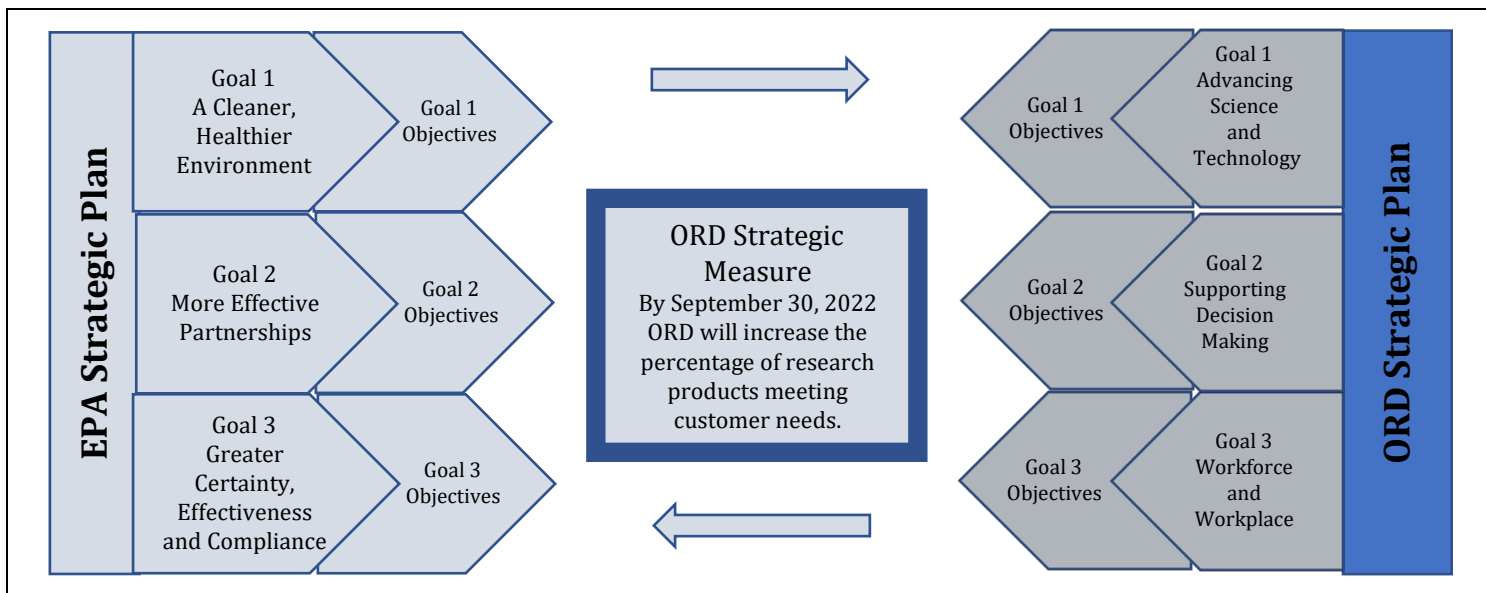 EPA Strategic Plan
Goal 1
A Cleaner,
Healthier
Environment
Goal 1
Objectives
Goal 2
More Effective
Partnerships
Goal 2
Objectives
Goal 3
Greater
Certainty,
Effectiveness
and Compliance
Goal 3
Objectives
ORD Strategic
Measure
By September 30, 2022
ORD will increase the
percentage of research
products meeting
customer needs.
Goal 1
Objectives
Goal 1
Advancing
Science
and
Technology
Goal 2
Objectives
Goal 2
Supporting
Decision
Making
Goal 3
Objectives
Goal 3
Workforce
and
Workplace
ORD Strategic Plan